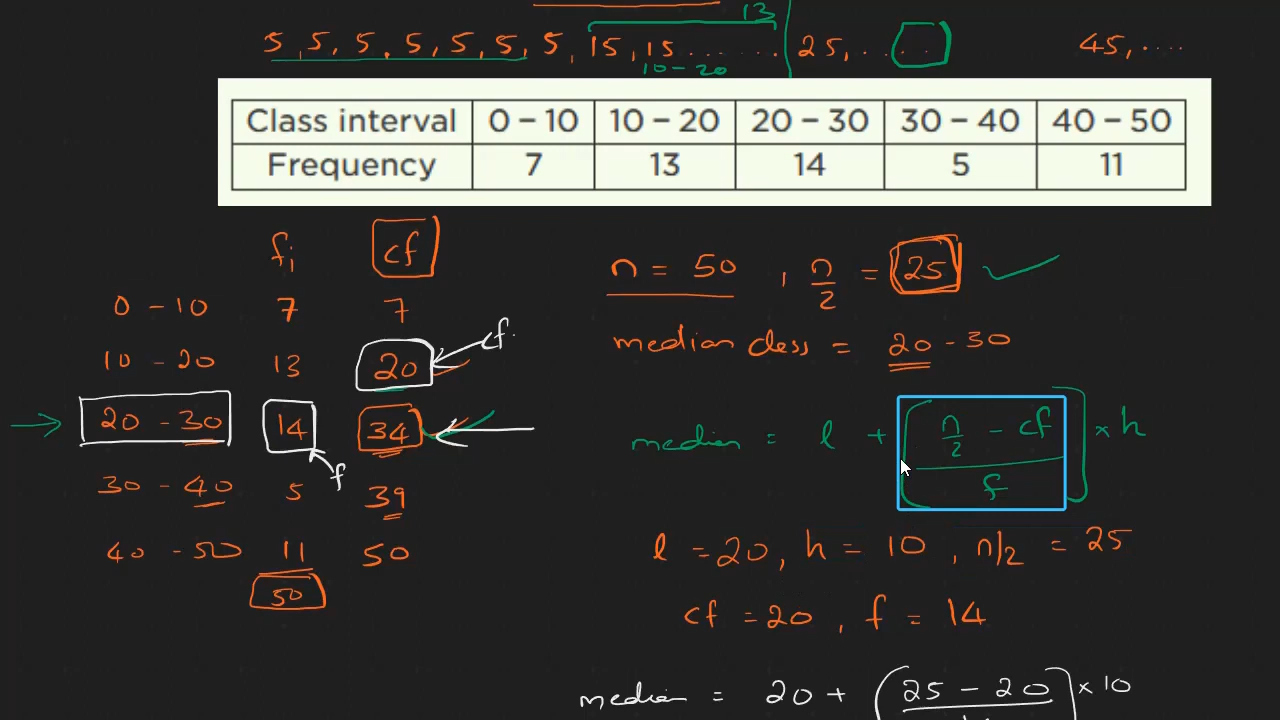 13
5, 5, 5, 5, 5, 5, 5, 15, 15 ....... 25, .... 45, ....
10-20
Class interval 0 – 10 10 – 20 20 – 30 30 – 40 40 – 50
Frequency 7 13 14 5 11
fi cf
0 - 10 7 7
10 - 20 13 20 cf
20 - 30 14 34
f
30 - 40 5 39
40 - 50 11 50
50
n = 50 , n/2 = 25
median class = 20 - 30
median = l + [(n/2 - cf)/f] × h
l = 20, h = 10, n/2 = 25
cf = 20 , f = 14
median = 20 + (25 - 20) × 10